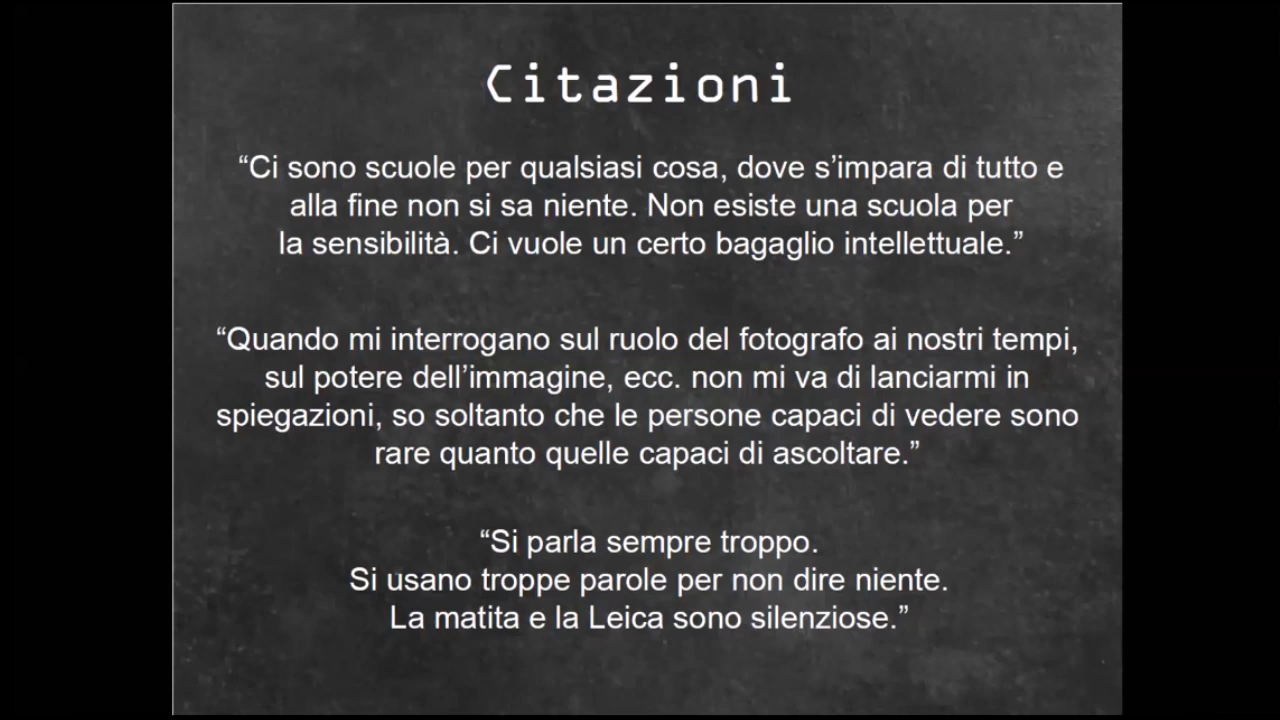 Citazioni
“Ci sono scuole per qualsiasi cosa, dove s’impara di tutto e
alla fine non si sa niente. Non esiste una scuola per
la sensibilità. Ci vuole un certo bagaglio intellettuale.”
“Quando mi interrogano sul ruolo del fotografo ai nostri tempi,
sul potere dell’immagine, ecc. non mi va di lanciarmi in
spiegazioni, so soltanto che le persone capaci di vedere sono
rare quanto quelle capaci di ascoltare.”
“Si parla sempre troppo.
Si usano troppe parole per non dire niente.
La matita e la Leica sono silenziose.”